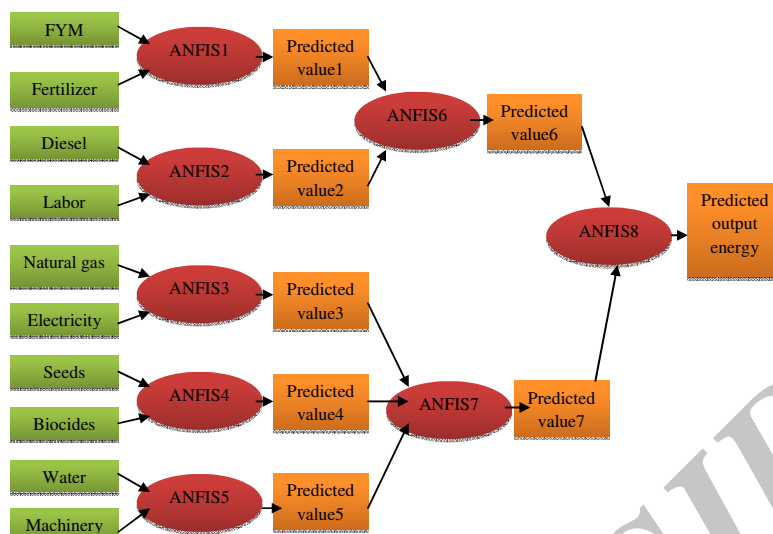 FYM
Fertilizer
ANFIS1
Predicted
value1
Diesel
Labor
ANFIS2
Predicted
value2
ANFIS6
Predicted
value6
Natural gas
Electricity
ANFIS3
Predicted
value3
Seeds
Biocides
ANFIS4
Predicted
value4
Water
Machinery
ANFIS5
Predicted
value5
ANFIS7
Predicted
value7
ANFIS8
Predicted
output
energy